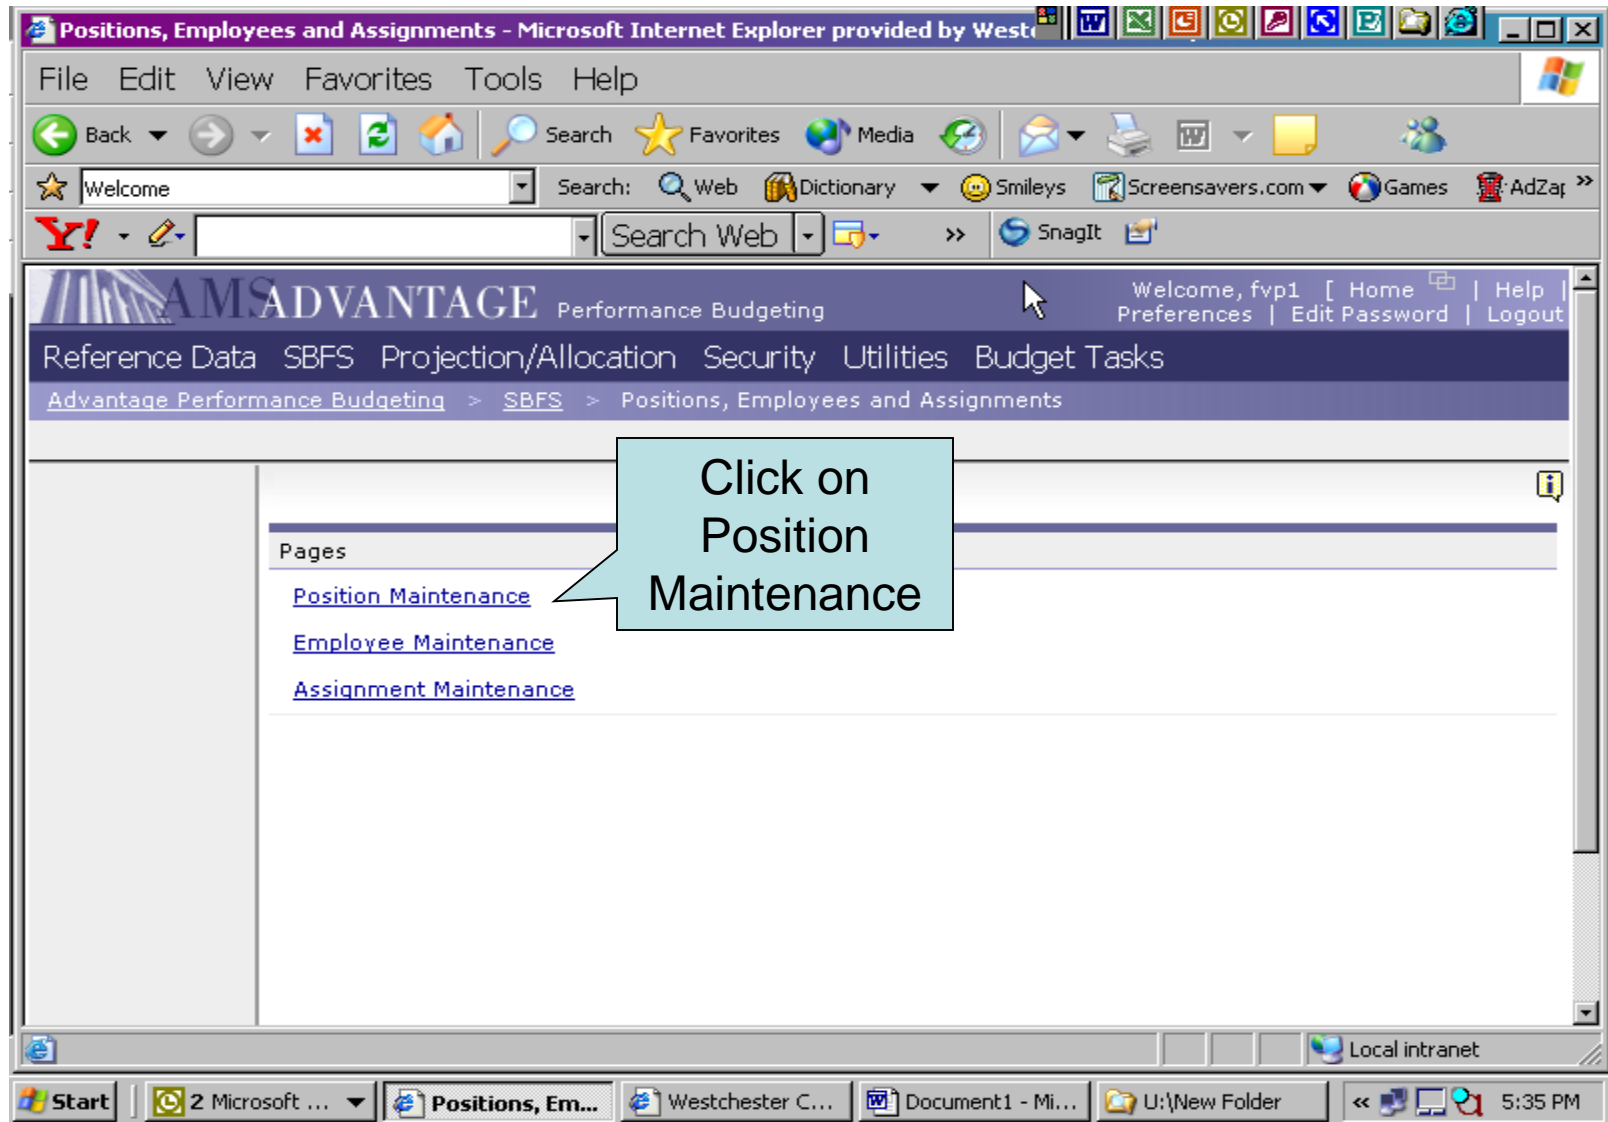 Positions, Employees and Assignments - Microsoft Internet Explorer provided by West
File Edit View Favorites Tools Help
Back Search Favorites Media
Welcome Search: Web Dictionary Smileys Screensavers.com Games AdZap »
Y! Search Web » SnagIt
AMS ADVANTAGE Performance Budgeting
Welcome, fvp1 [ Home | Help |
Preferences | Edit Password | Logout
Reference Data SBFS Projection/Allocation Security Utilities Budget Tasks
Advantage Performance Budgeting > SBFS > Positions, Employees and Assignments
Click on
Position
Maintenance
Pages
Position Maintenance
Employee Maintenance
Assignment Maintenance
Local intranet
Start 2 Micro soft ... Positions, Em... Westchester C... Document1 - Mi... U:\New Folder « 5:35 PM